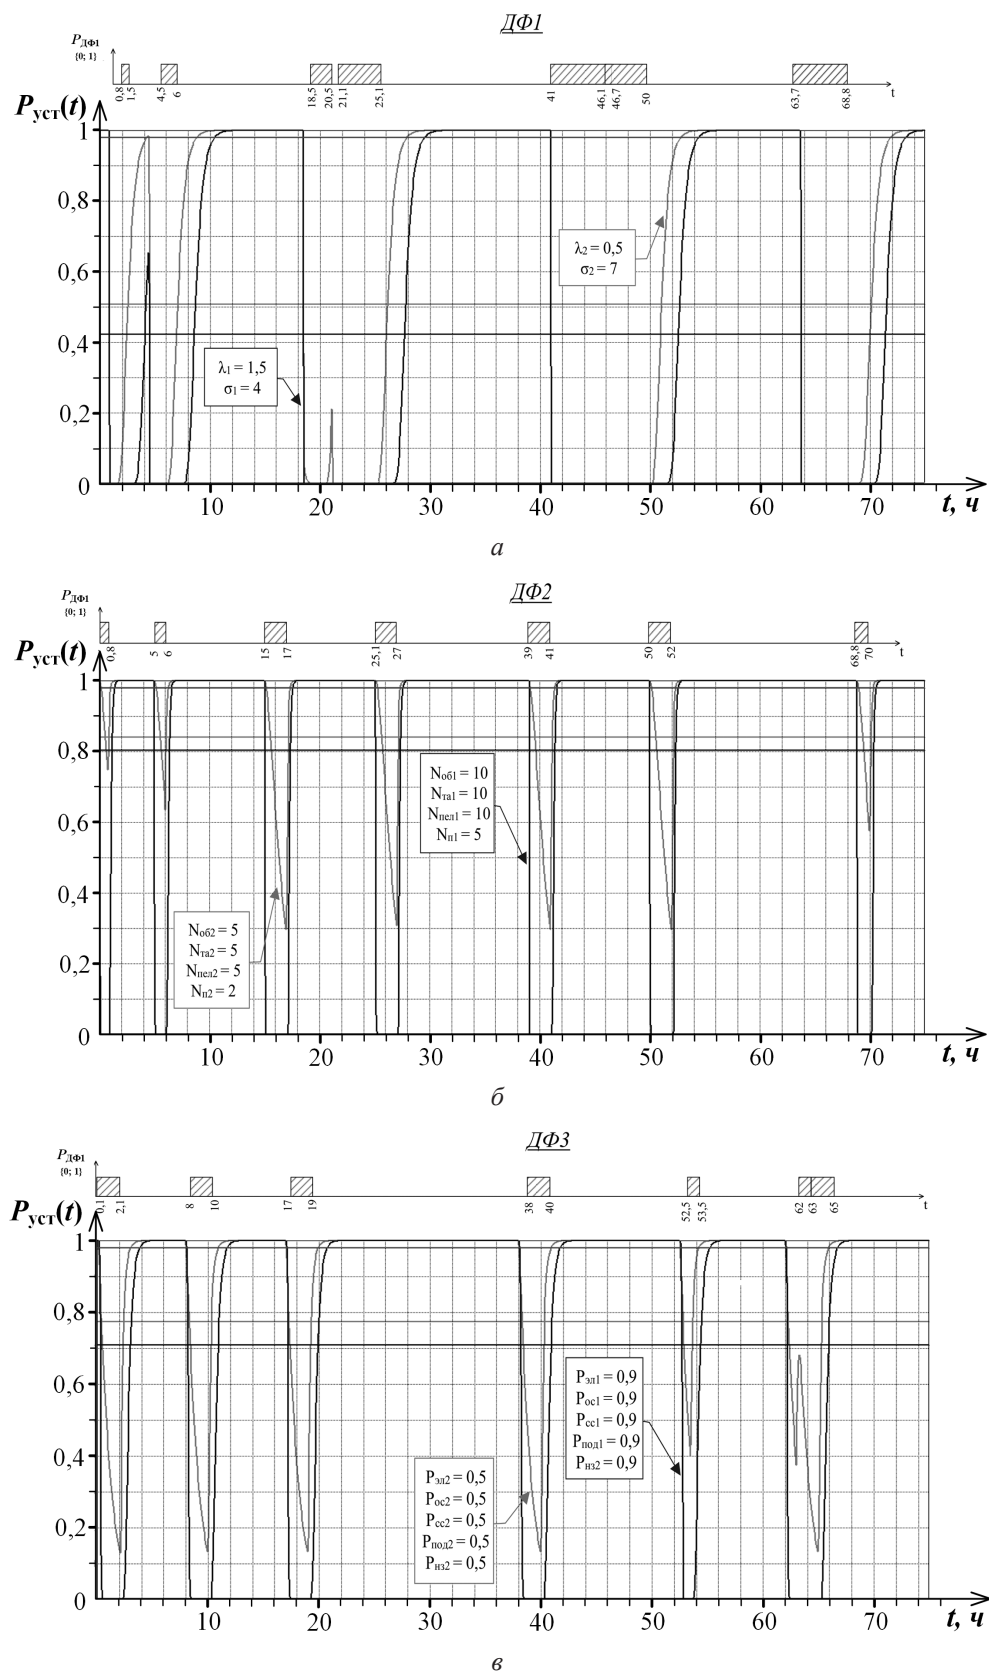 ДФ1
PДФ1
{0; 1}
0,8 1,5 4,5 6 18,5 20,5 21,1 25,1 41 46,1 46,7 50 63,7 68,8 t
Pуст(t)
1
0,8
0,6
0,4
0,2
0
λ2 = 0,5
σ2 = 7
λ1 = 1,5
σ1 = 4
10 20 30 40 50 60 70
t, ч
а
ДФ2
PДФ1
{0; 1}
0,8 5 6 15 17 25,1 27 39 41 50 52 68,8 70 t
Pуст(t)
1
0,8
0,6
0,4
0,2
0
Nоб1 = 10
Nта1 = 10
Nпел1 = 10
Nп1 = 5
Nоб2 = 5
Nта2 = 5
Nпел2 = 5
Nп2 = 2
10 20 30 40 50 60 70
t, ч
б
ДФ3
PДФ1
{0; 1}
0,1 2,1 8 10 17 19 38 40 52,5 53,5 62 63 65 t
Pуст(t)
1
0,8
0,6
0,4
0,2
0
Pэл1 = 0,9
Pос1 = 0,9
Pсс1 = 0,9
Pпод1 = 0,9
Pнз2 = 0,9
Pэл2 = 0,5
Pос2 = 0,5
Pсс2 = 0,5
Pпод2 = 0,5
Pнз2 = 0,5
10 20 30 40 50 60 70
t, ч
в